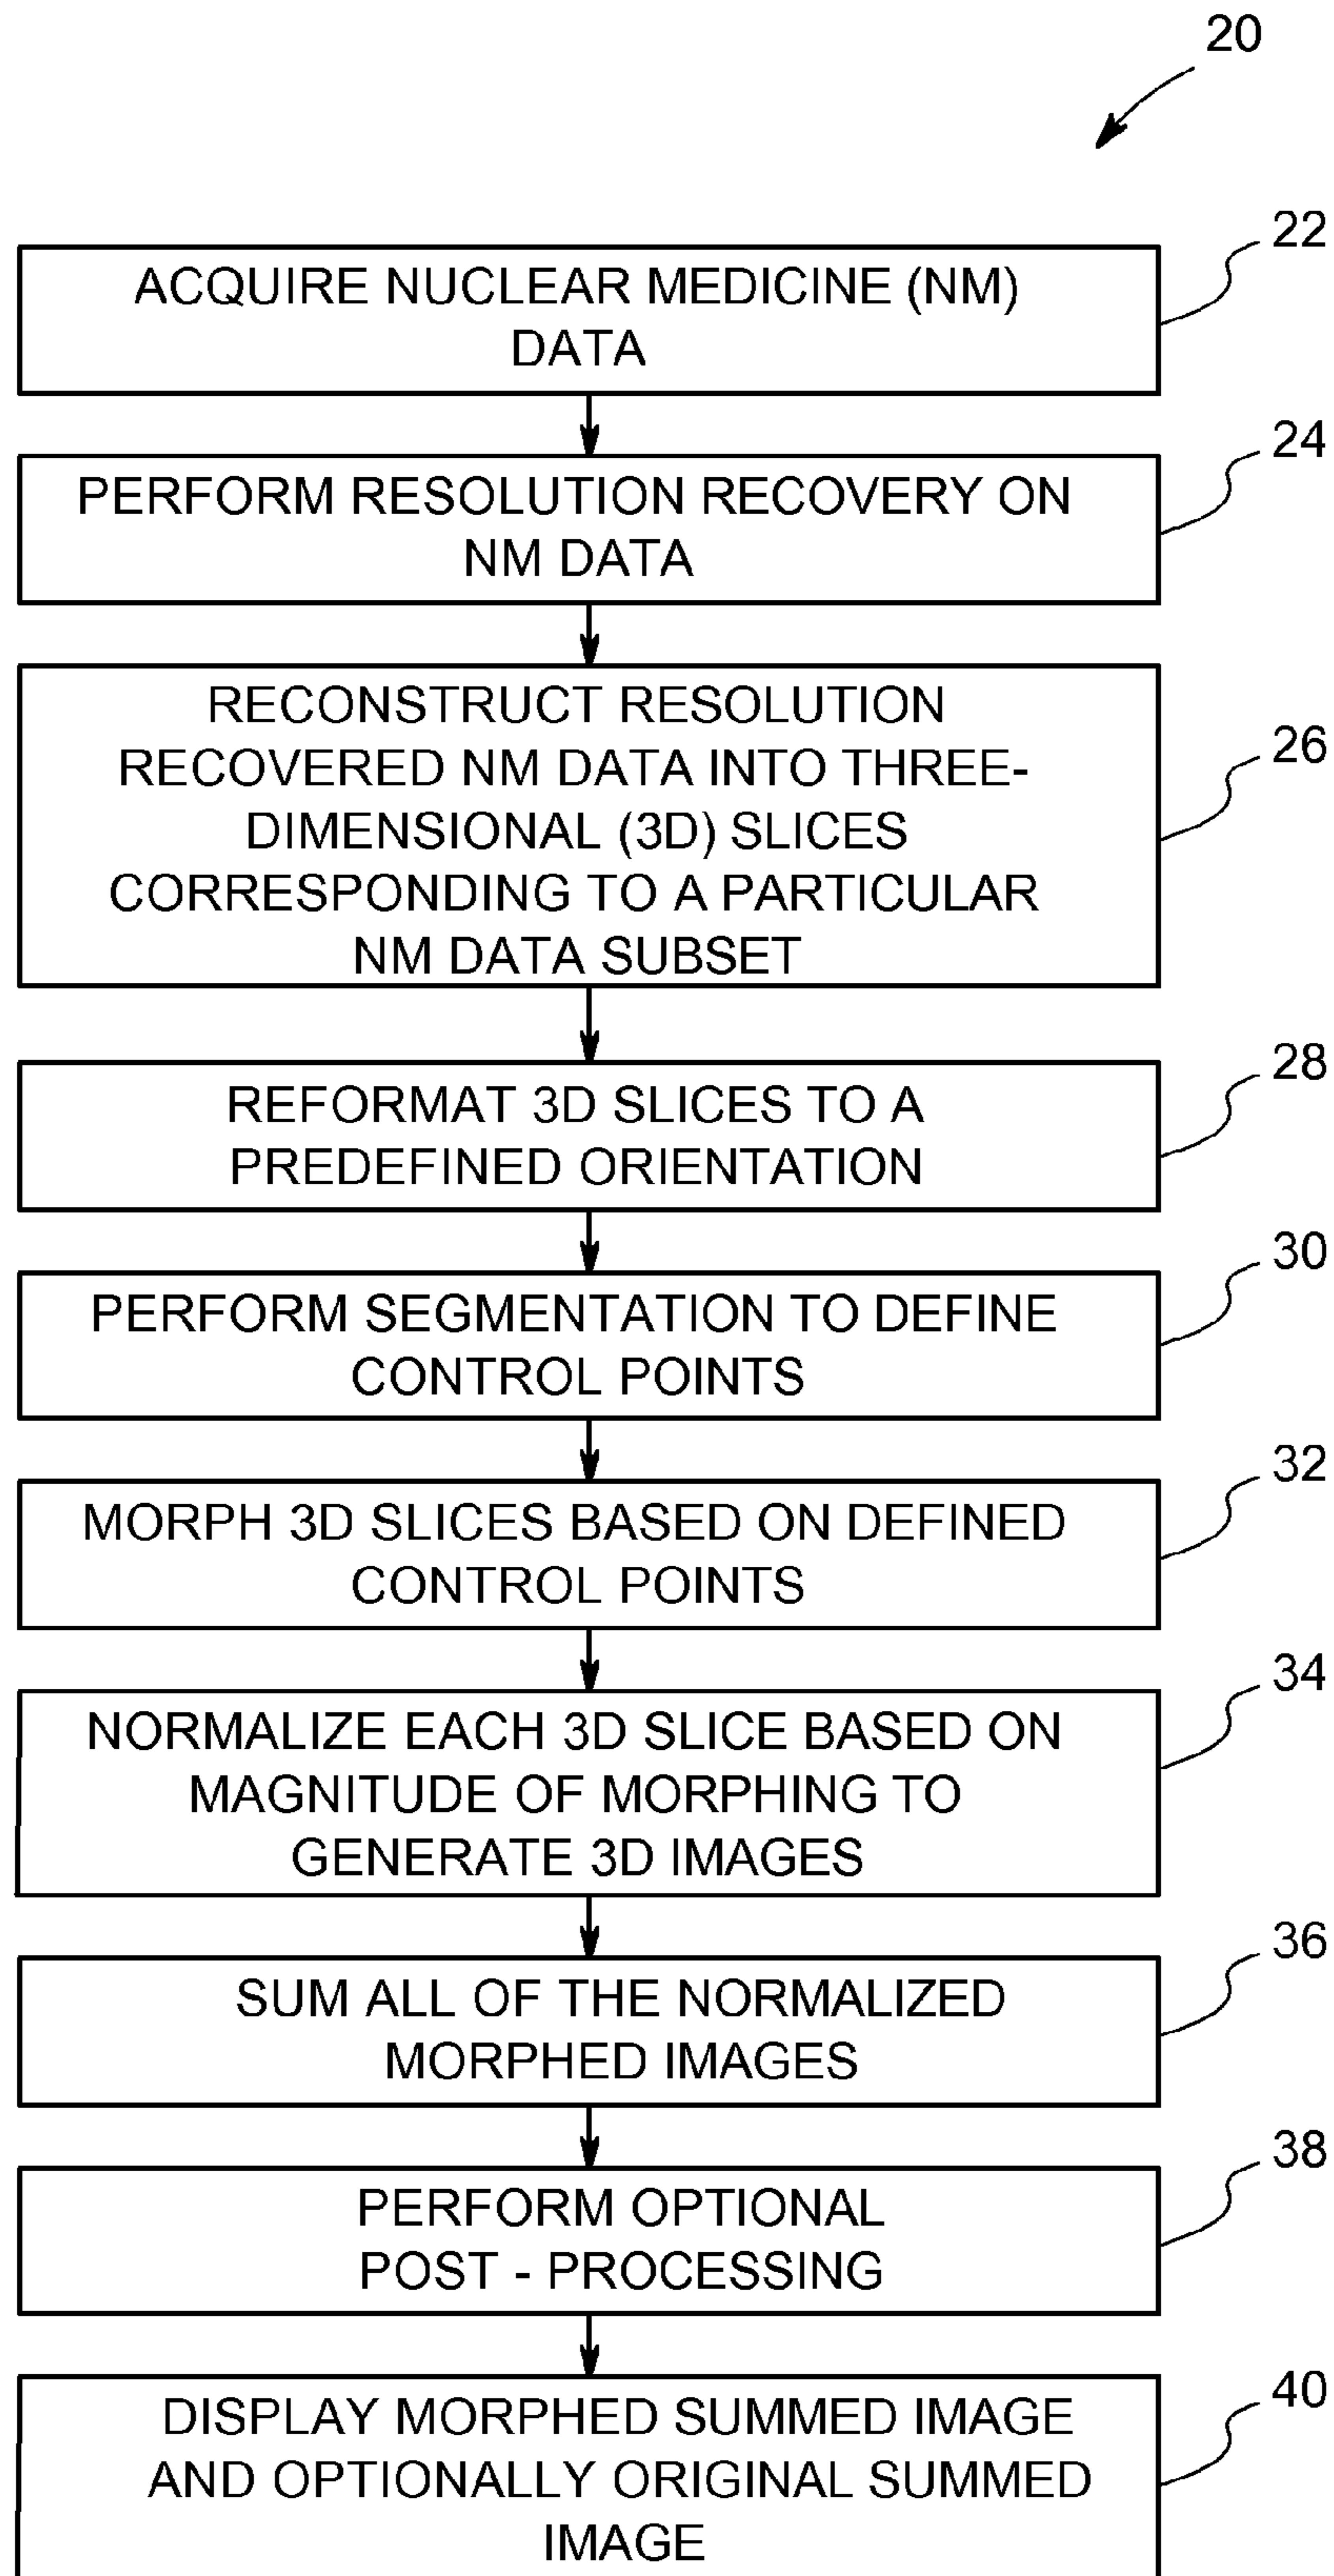 20
22
ACQUIRE NUCLEAR MEDICINE (NM)
DATA
24
PERFORM RESOLUTION RECOVERY ON
NM DATA
26
RECONSTRUCT RESOLUTION
RECOVERED NM DATA INTO THREE-
DIMENSIONAL (3D) SLICES
CORRESPONDING TO A PARTICULAR
NM DATA SUBSET
28
REFORMAT 3D SLICES TO A
PREDEFINED ORIENTATION
30
PERFORM SEGMENTATION TO DEFINE
CONTROL POINTS
32
MORPH 3D SLICES BASED ON DEFINED
CONTROL POINTS
34
NORMALIZE EACH 3D SLICE BASED ON
MAGNITUDE OF MORPHING TO
GENERATE 3D IMAGES
36
SUM ALL OF THE NORMALIZED
MORPHED IMAGES
38
PERFORM OPTIONAL
POST - PROCESSING
40
DISPLAY MORPHED SUMMED IMAGE
AND OPTIONALLY ORIGINAL SUMMED
IMAGE